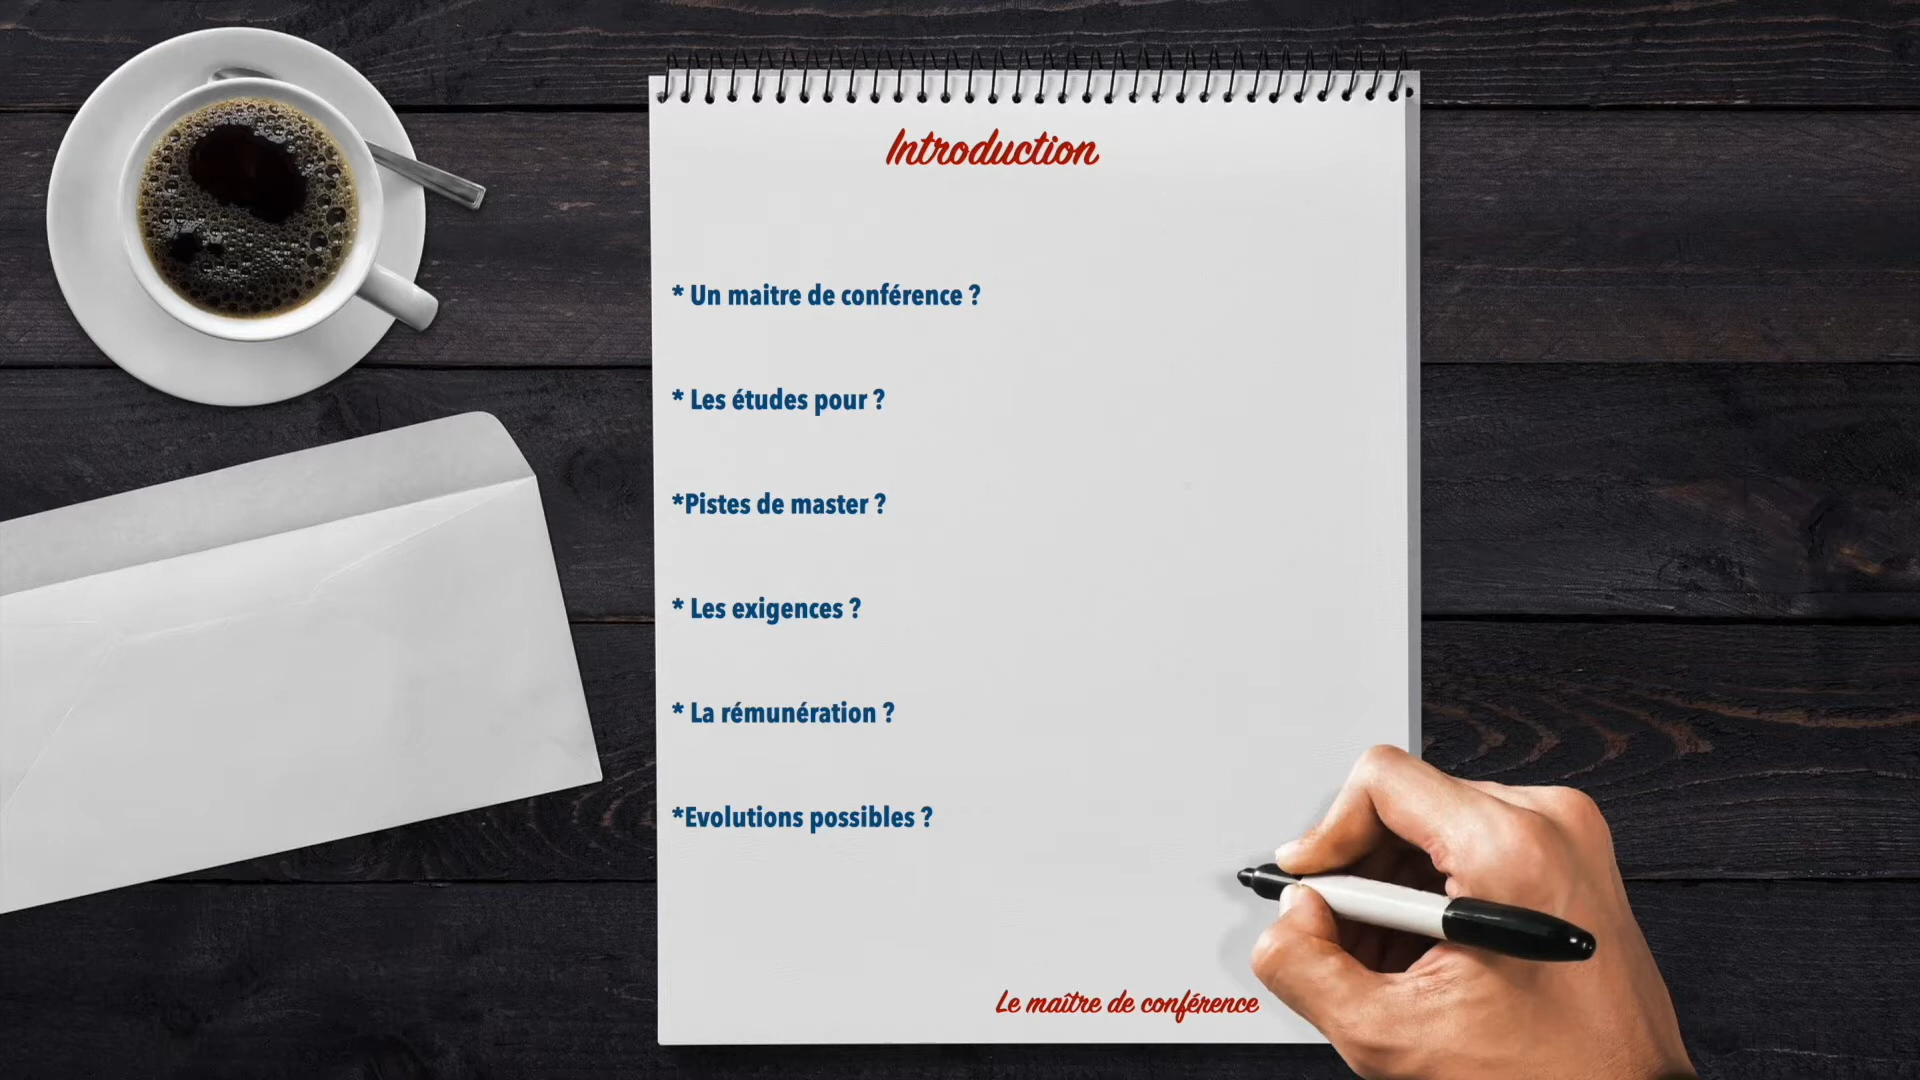 Introduction
* Un maitre de conférence ?
* Les études pour ?
*Pistes de master ?
* Les exigences ?
* La rémunération ?
*Evolutions possibles ?
Le maître de conférence